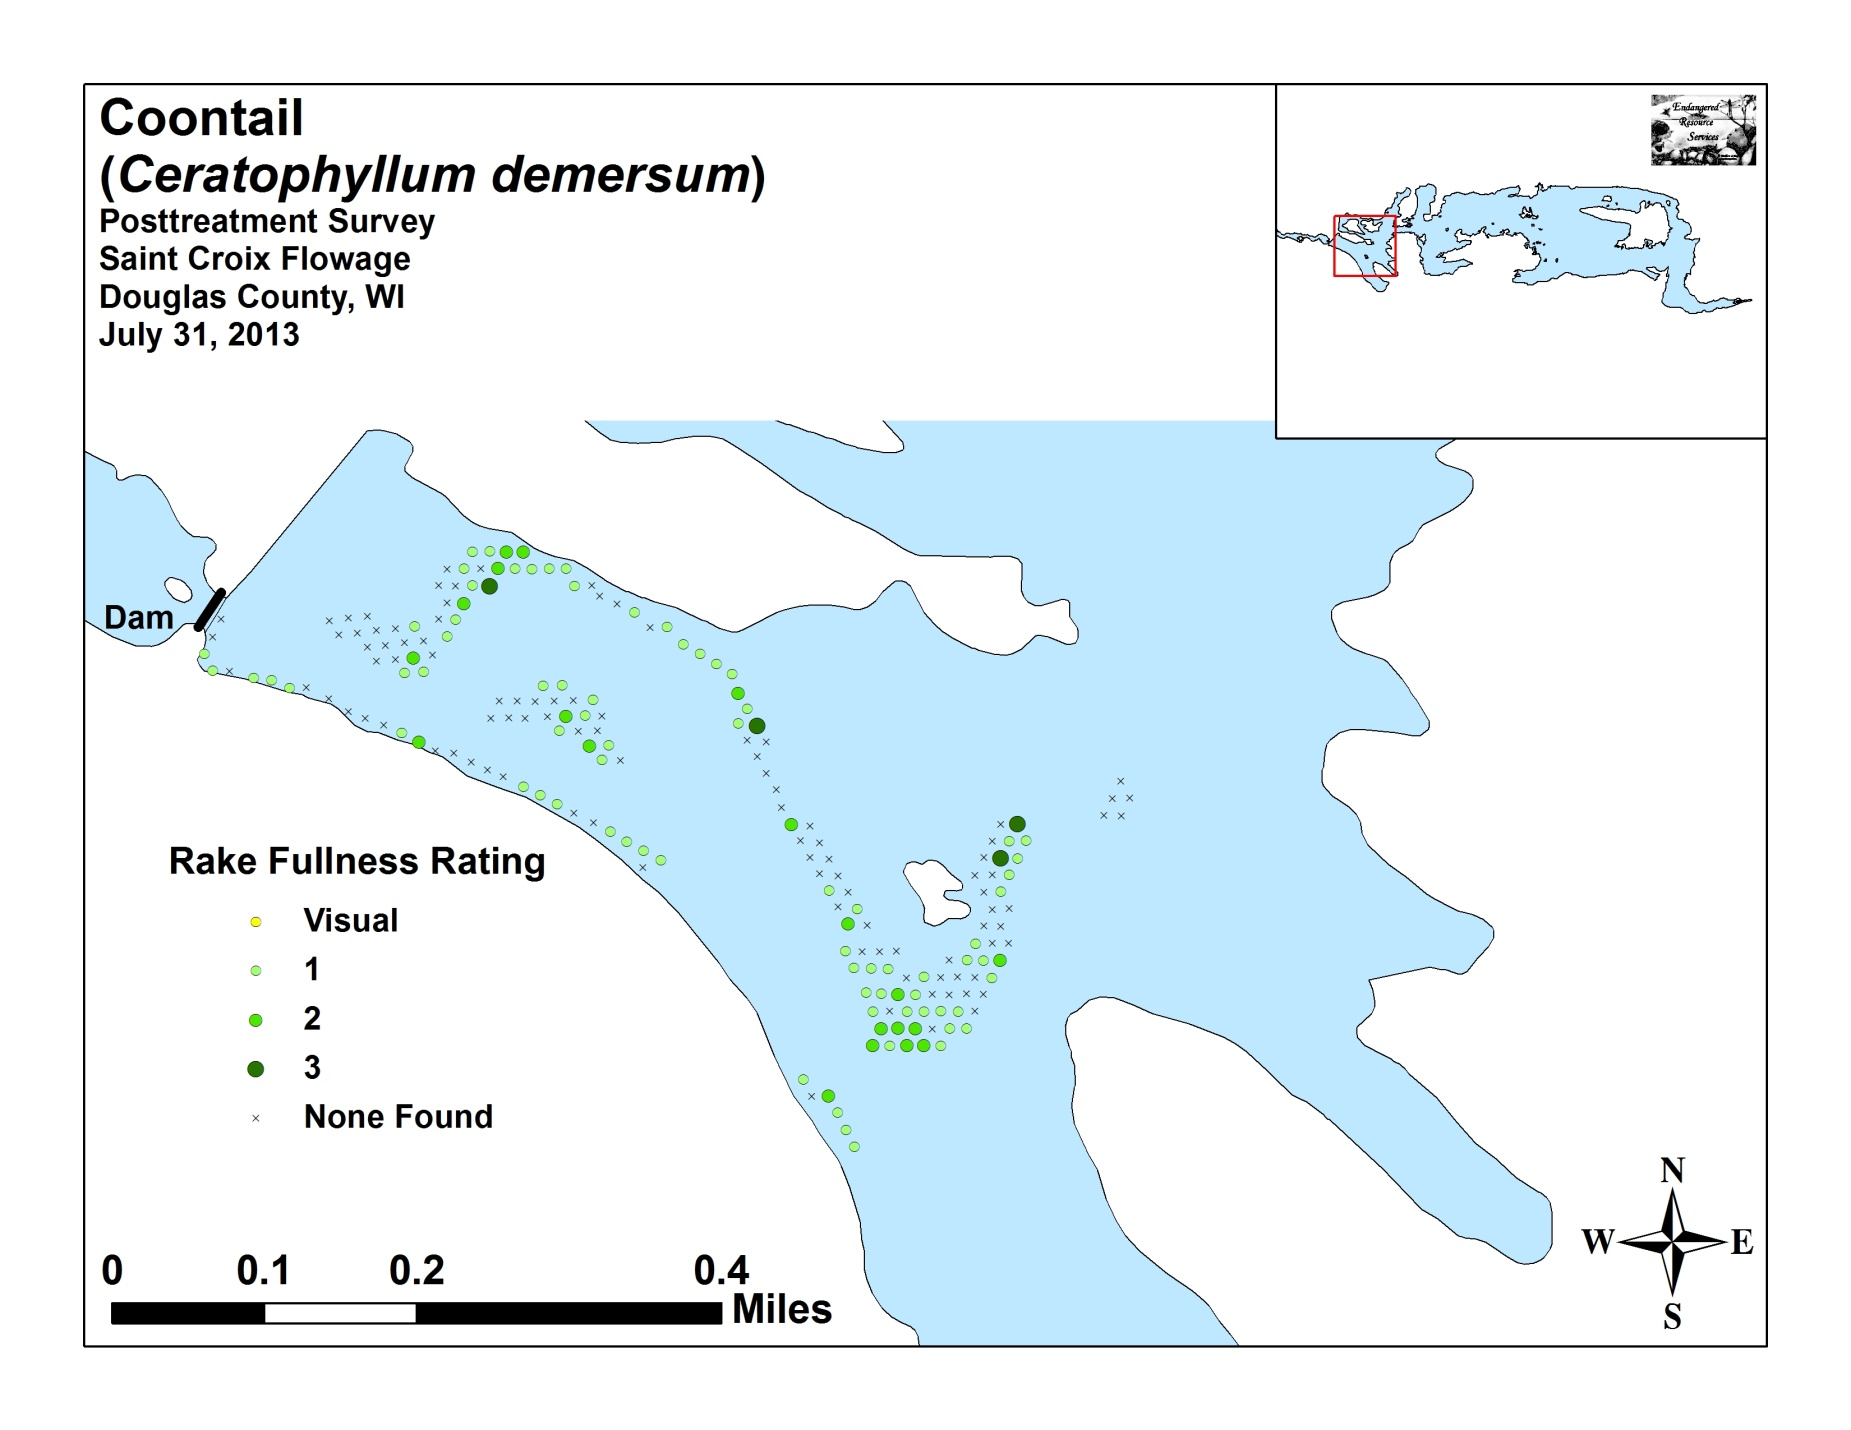 Coontail
(Ceratophyllum demersum)
Posttreatment Survey
Saint Croix Flowage
Douglas County, WI
July 31, 2013
Endangered
Resource
Services
Dam
Rake Fullness Rating
Visual
1
2
3
None Found
0 0.1 0.2 0.4
Miles
N
W E
S